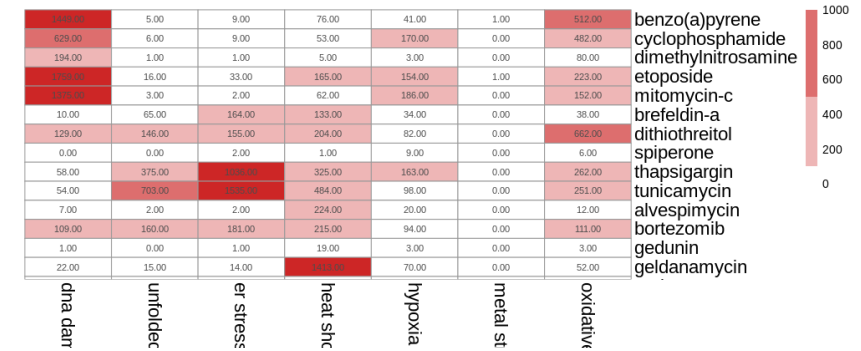 5.00 9.00 76.00 41.00 1.00 512.00 benzo(a)pyrene
629.00 6.00 9.00 53.00 170.00 0.00 482.00 cyclophosphamide
194.00 1.00 1.00 5.00 3.00 0.00 80.00 dimethylnitrosamine
16.00 33.00 165.00 154.00 1.00 223.00 etoposide
3.00 2.00 62.00 186.00 0.00 152.00 mitomycin-c
10.00 65.00 164.00 133.00 34.00 0.00 38.00 brefeldin-a
129.00 146.00 155.00 204.00 82.00 0.00 662.00 dithiothreitol
0.00 0.00 2.00 1.00 9.00 0.00 6.00 spiperone
58.00 375.00 325.00 163.00 0.00 262.00 thapsigargin
54.00 703.00 484.00 98.00 0.00 251.00 tunicamycin
7.00 2.00 2.00 224.00 20.00 0.00 12.00 alvespimycin
109.00 160.00 181.00 215.00 94.00 0.00 111.00 bortezomib
1.00 0.00 1.00 19.00 3.00 0.00 3.00 gedunin
22.00 15.00 14.00 70.00 0.00 52.00 geldanamycin
dna dam
unfolded
er stress
heat sho
hypoxia
metal st
oxidative
1000
800
600
400
200
0